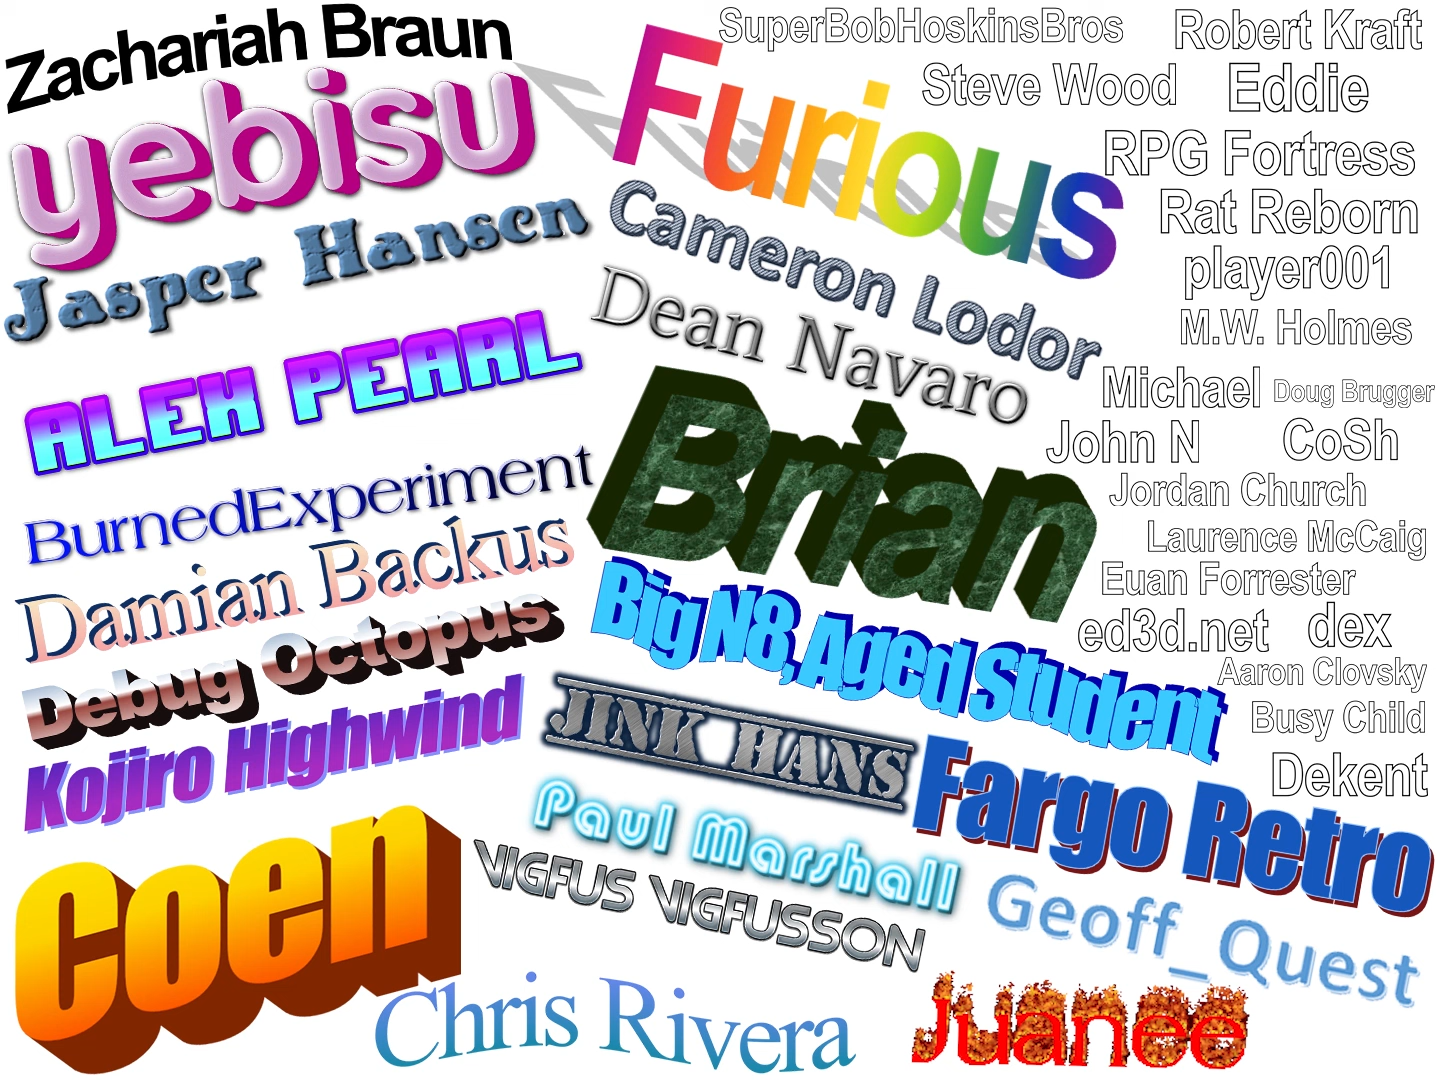 Zachariah Braun
yebisu
Jasper Hansen
ALEX PEARL
BurnedExperiment
Damian Backus
Debug Octopus
Kojiro Highwind
Coen
Chris Rivera
Furious
Cameron Lodor
Dean Navaro
Brian
Big N8, Aged Student
JINK HANS
Paul Marshall
VIGFUS VIGFUSSON
Fargo Retro
Geoff_Quest
Juanee
SuperBobHoskinsBros
Robert Kraft
Steve Wood
Eddie
RPG Fortress
Rat Reborn
player001
M.W. Holmes
Michael
Doug Brugger
John N
CoSh
Jordan Church
Laurence McCaig
Euan Forrester
ed3d.net
dex
Aaron Clovsky
Busy Child
Dekent